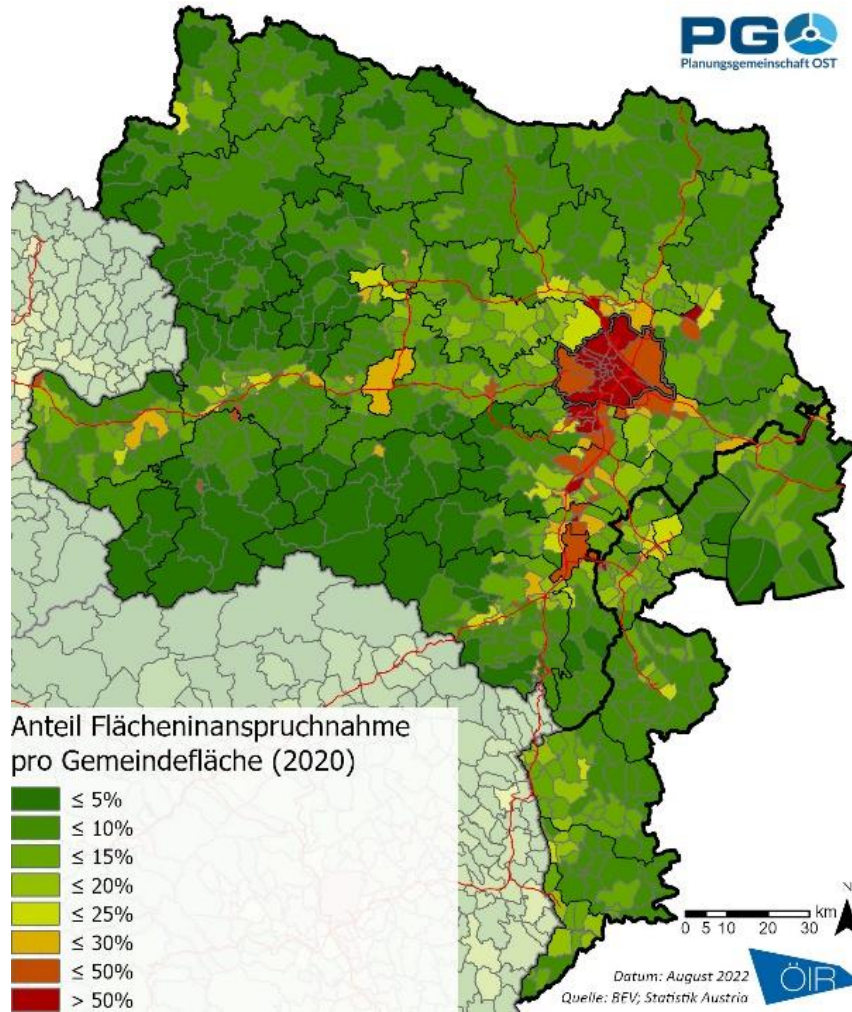 PGO
Planungsgemeinschaft OST
Anteil Flächeninanspruchnahme
pro Gemeindefläche (2020)
≤ 5%
≤ 10%
≤ 15%
≤ 20%
≤ 25%
≤ 30%
≤ 50%
> 50%
N
0 5 10 20 30 km
Datum: August 2022
Quelle: BEV; Statistik Austria
ÖIR